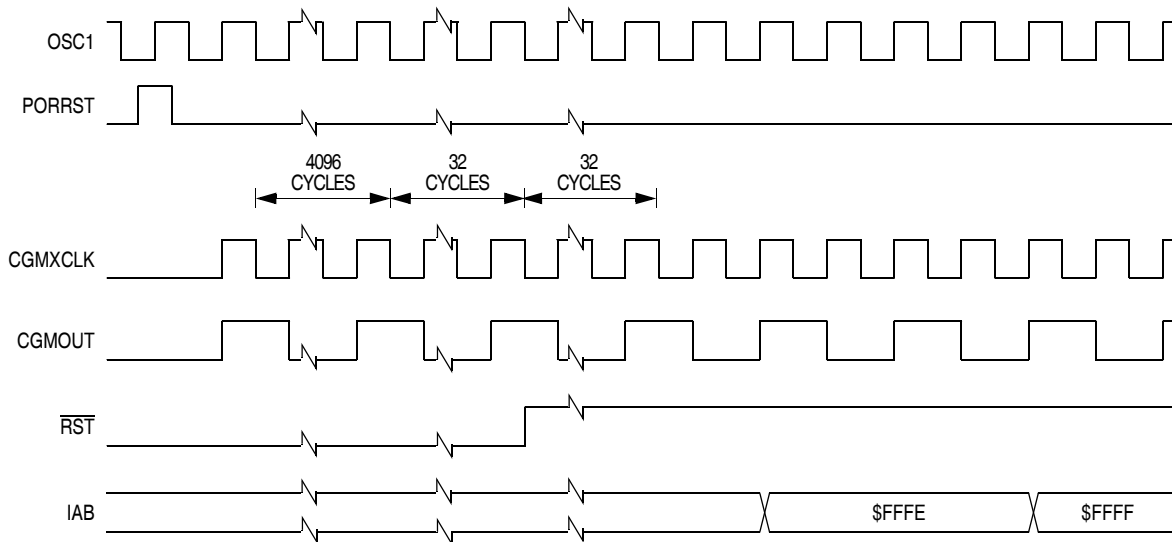 OSC1
PORRST
4096
CYCLES
32
CYCLES
32
CYCLES
CGMXCLK
CGMOUT
RST
IAB
$FFFE
$FFFF